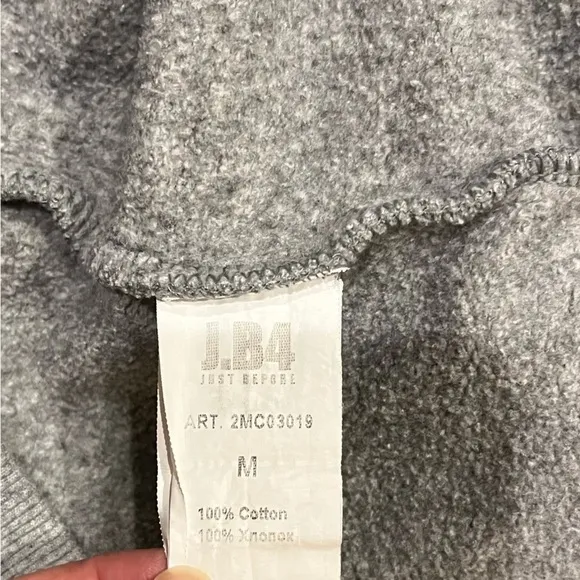 J.B4
JUST BEFORE
ART. 2MC03019
M
100% Cotton
100% Хлопок